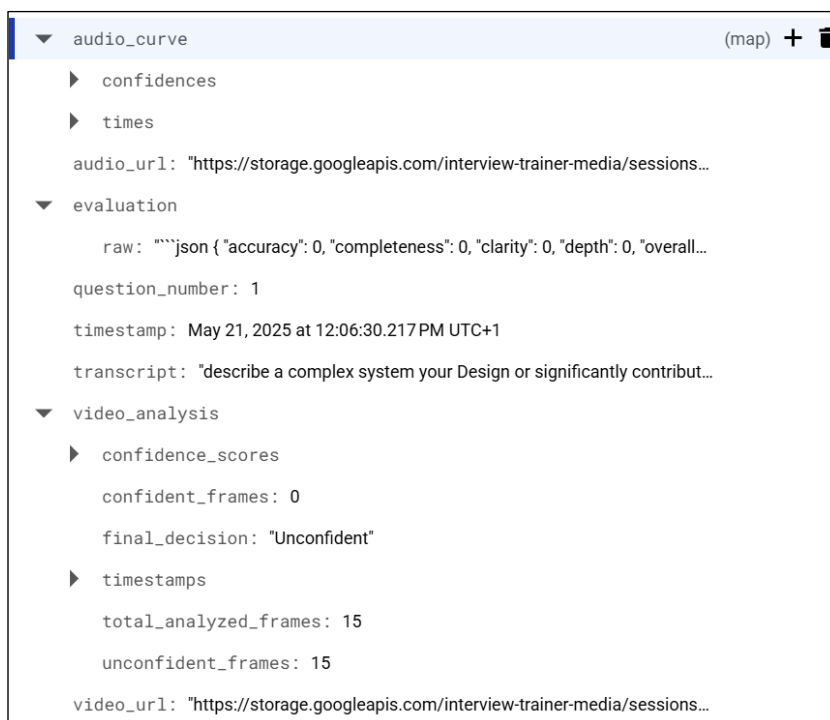 audio_curve (map)
confidences
times
audio_url: "https://storage.googleapis.com/interview-trainer-media/sessions...
evaluation
raw: "```json { "accuracy": 0, "completeness": 0, "clarity": 0, "depth": 0, "overall...
question_number: 1
timestamp: May 21, 2025 at 12:06:30.217 PM UTC+1
transcript: "describe a complex system your Design or significantly contribut...
video_analysis
confidence_scores
confident_frames: 0
final_decision: "Unconfident"
timestamps
total_analyzed_frames: 15
unconfident_frames: 15
video_url: "https://storage.googleapis.com/interview-trainer-media/sessions...